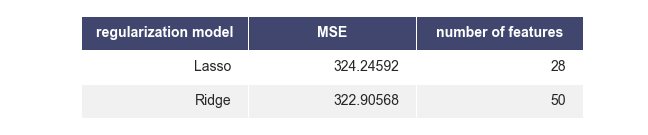 regularization model MSE number of features
Lasso 324.24592 28
Ridge 322.90568 50